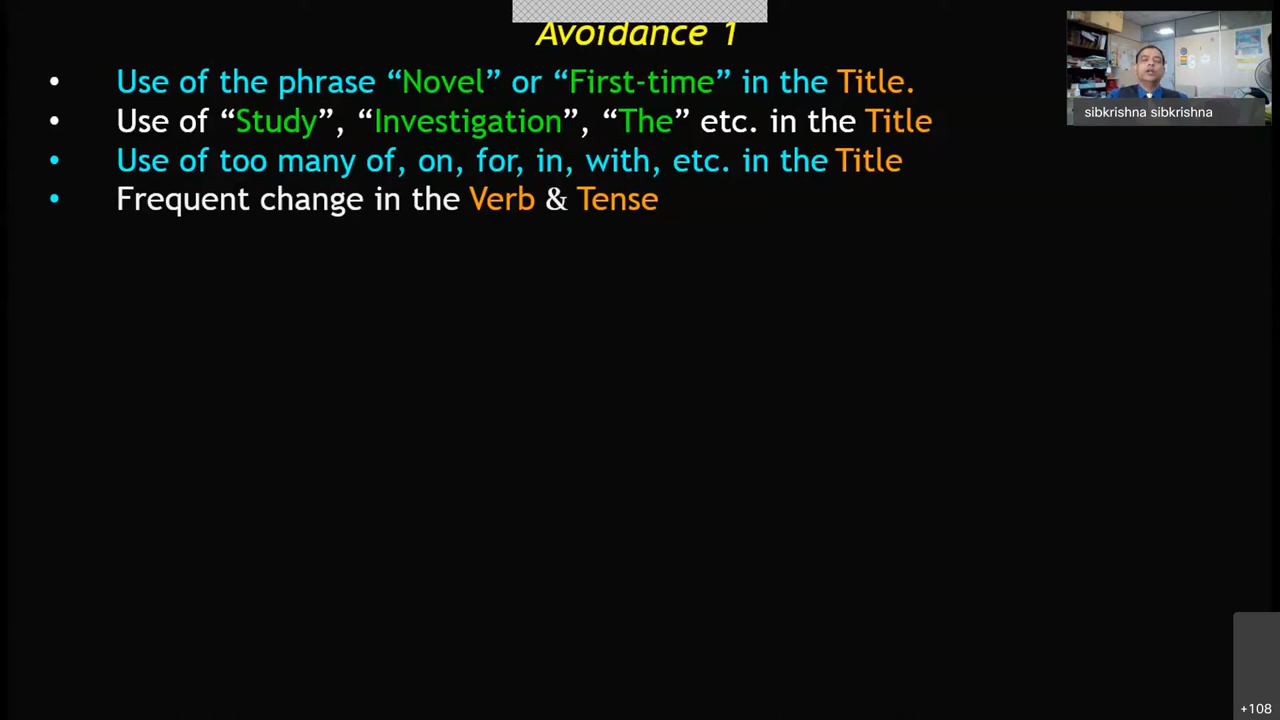 Avoidance 1
• Use of the phrase “Novel” or “First-time” in the Title.
• Use of “Study”, “Investigation”, “The” etc. in the Title
• Use of too many of, on, for, in, with, etc. in the Title
• Frequent change in the Verb & Tense
sibkrishna sibkrishna
+108